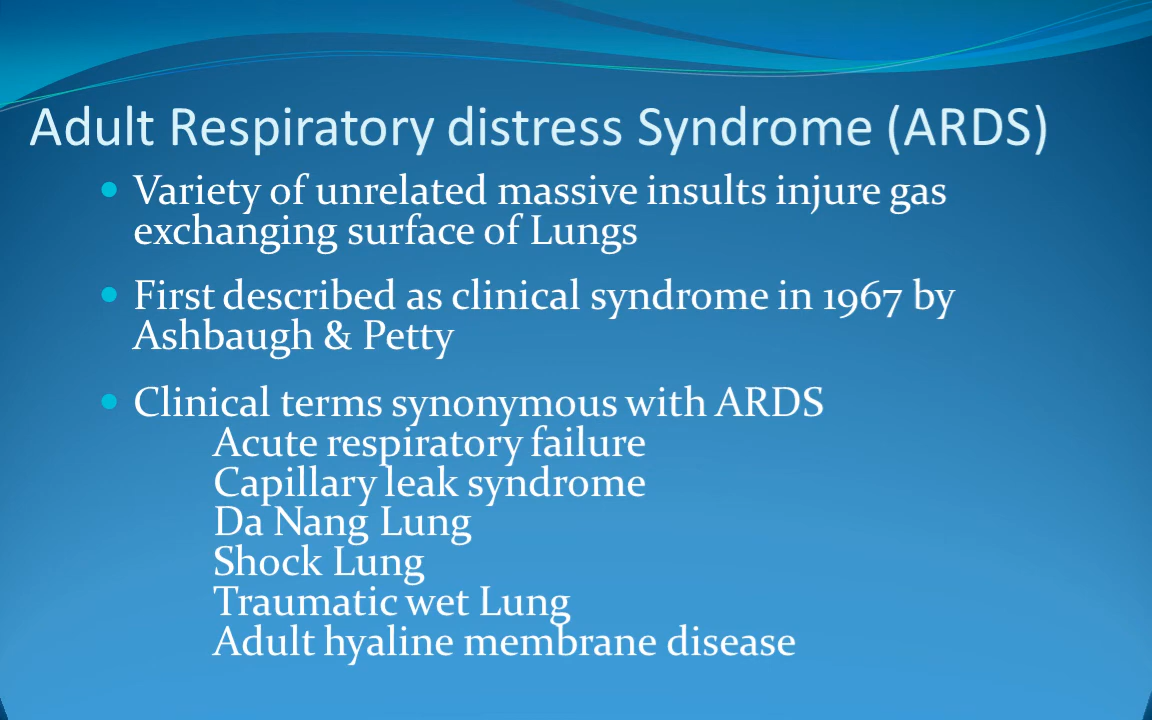 Adult Respiratory distress Syndrome (ARDS)
• Variety of unrelated massive insults injure gas
exchanging surface of Lungs
• First described as clinical syndrome in 1967 by
Ashbaugh & Petty
• Clinical terms synonymous with ARDS
Acute respiratory failure
Capillary leak syndrome
Da Nang Lung
Shock Lung
Traumatic wet Lung
Adult hyaline membrane disease